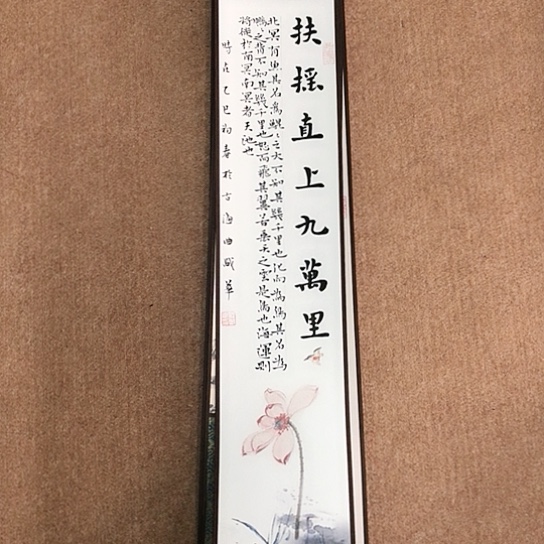 扶摇直上九萬里
北冥有魚其名為鯤鯤之大不知其幾千里也化而為鳥其名為
鵬鵬之背不知其幾千里也怒而飛其翼若垂天之雲是鳥也海運則
將徙於南冥南冥者天池也
時在乙巳初春於古海曲